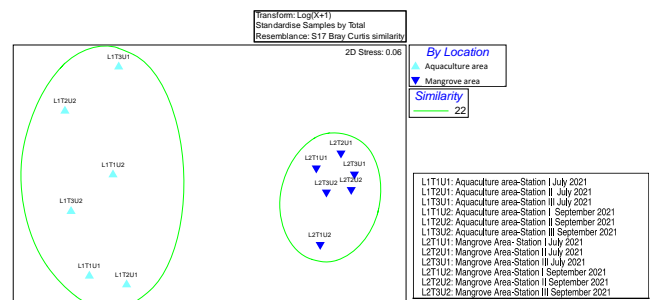 Transform: Log(X+1)
Standardise Samples by Total
Resemblance: S17 Bray Curtis similarity
2D Stress: 0.06
By Location
Aquaculture area
Mangrove area
Similarity
22
L1T3U1
L1T2U2
L1T1U2
L1T3U2
L1T1U1
L1T2U1
L2T2U1
L2T1U1
L2T3U1
L2T3U2
L2T2U2
L2T1U2
L1T1U1: Aquaculture area-Station I July 2021
L1T2U1: Aquaculture area-Station II July 2021
L1T3U1: Aquaculture area-Station III July 2021
L1T1U2: Aquaculture area-Station I September 2021
L1T2U2: Aquaculture area-Station II September 2021
L1T3U2: Aquaculture area-Station III September 2021
L2T1U1: Mangrove Area- Station I July 2021
L2T2U1: Mangrove Area-Station II July 2021
L2T3U1: Mangrove Area-Station III July 2021
L2T1U2: Mangrove Area-Station I September 2021
L2T2U2: Mangrove Area-Station II September 2021
L2T3U2: Mangrove Area-Station III September 2021